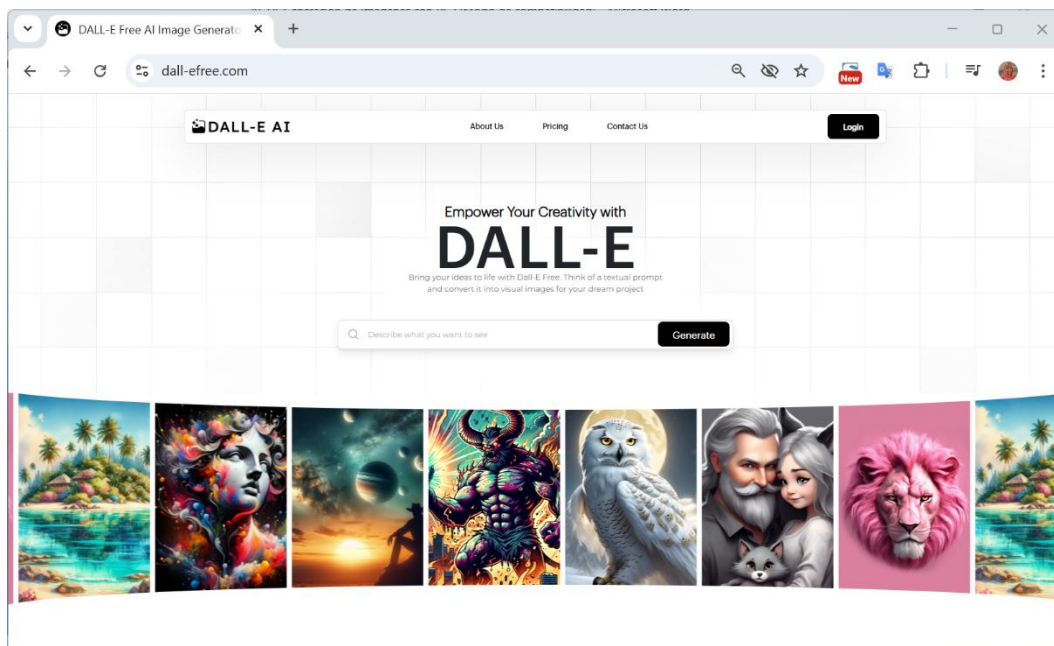 DALL-E Free AI Image Generato
dall-efree.com
New
DALL-E AI
About Us
Pricing
Contact Us
Login
Empower Your Creativity with
DALL-E
Bring your ideas to life with Dall-E Free. Think of a textual prompt
and convert it into visual images for your dream project
Describe what you want to see
Generate